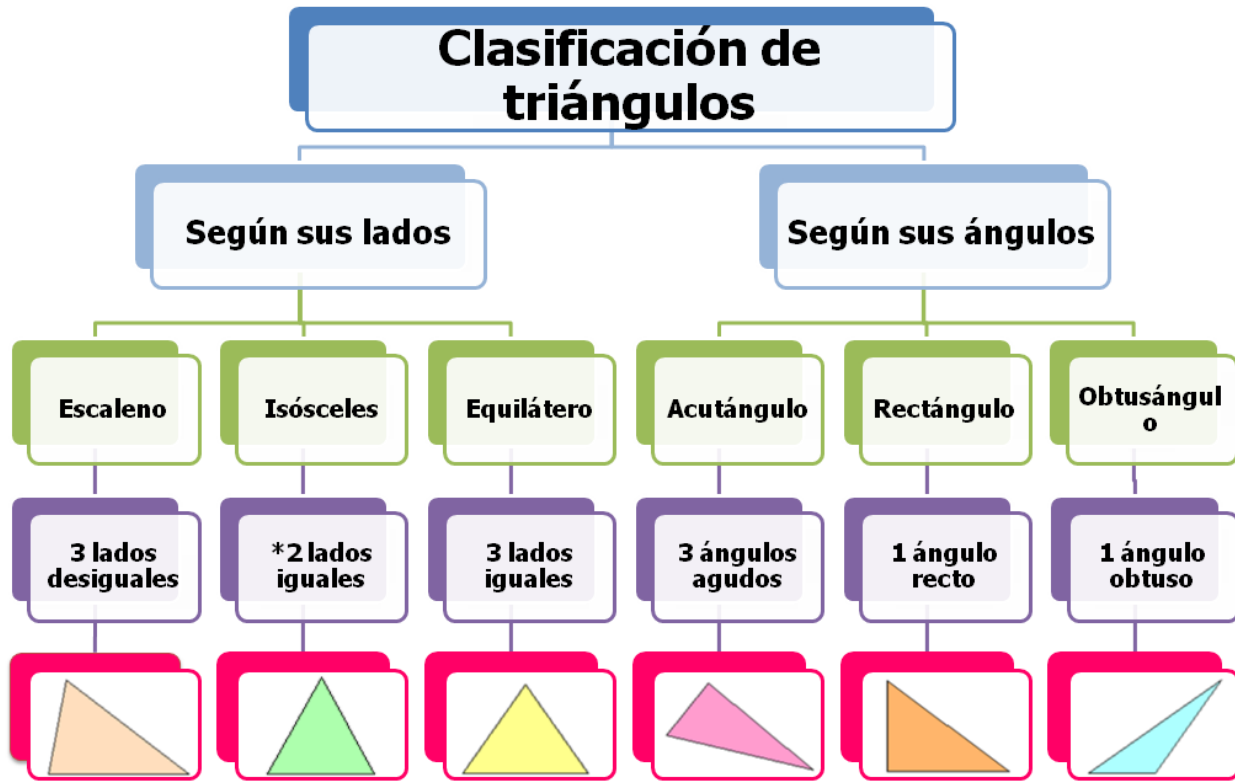 Clasificación de
triángulos
Según sus lados
Según sus ángulos
Escaleno
Isósceles
Equilátero
Acutángulo
Rectángulo
Obtusángul
o
3 lados
desiguales
*2 lados
iguales
3 lados
iguales
3 ángulos
agudos
1 ángulo
recto
1 ángulo
obtuso